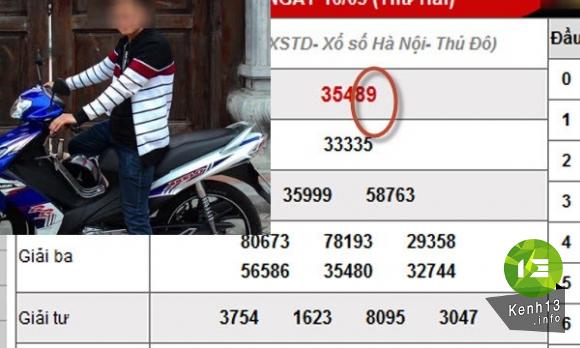 NGÀY 16/05 (Thứ Hai)
XSTD- Xổ số Hà Nội- Thủ Đô)
Đầu
35489
0
33335
1
2
35999 58763
3
Giải ba
80673 78193 29358
56586 35480 32744
5
Giải tư
3754 1623 8095 3047
6
Kenh13
.info